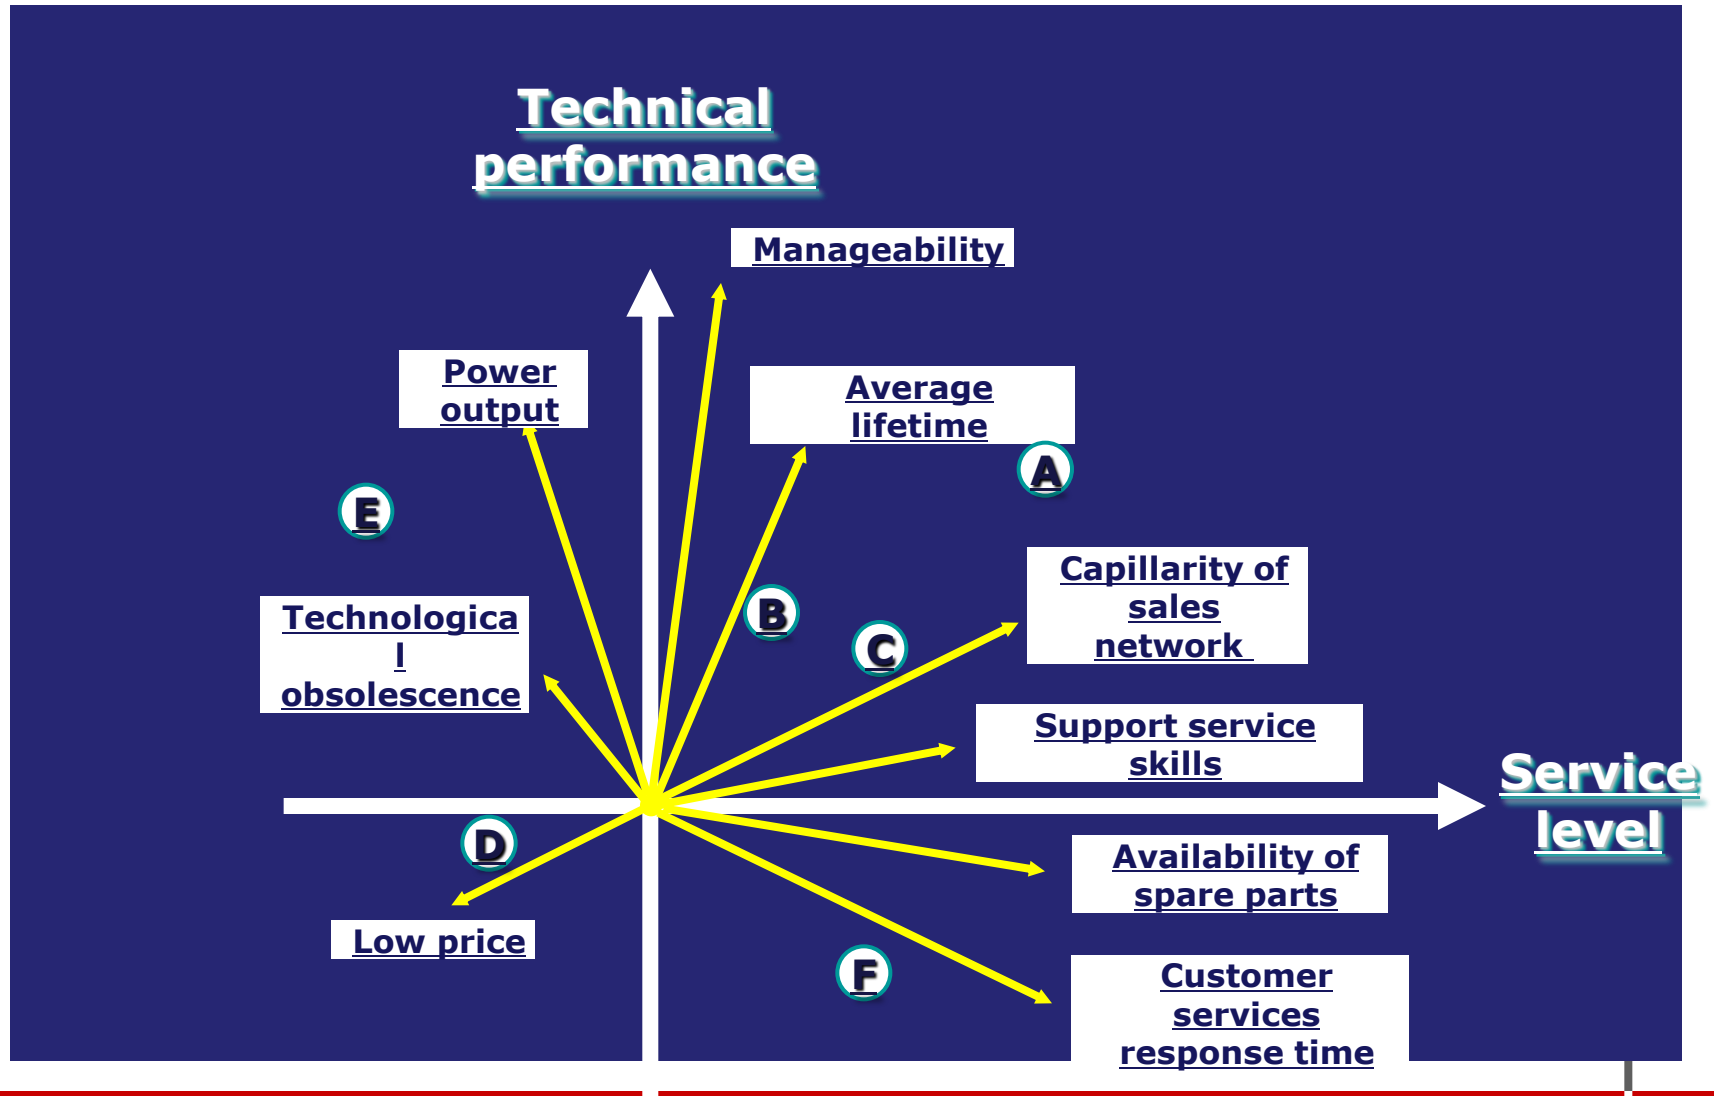 Technical
performance
Manageability
Power
output
Average
lifetime
A
E
Capillarity of
sales
network
B
C
Technologica
l
obsolescence
Support service
skills
Service
level
D
Availability of
spare parts
Low price
F
Customer
services
response time